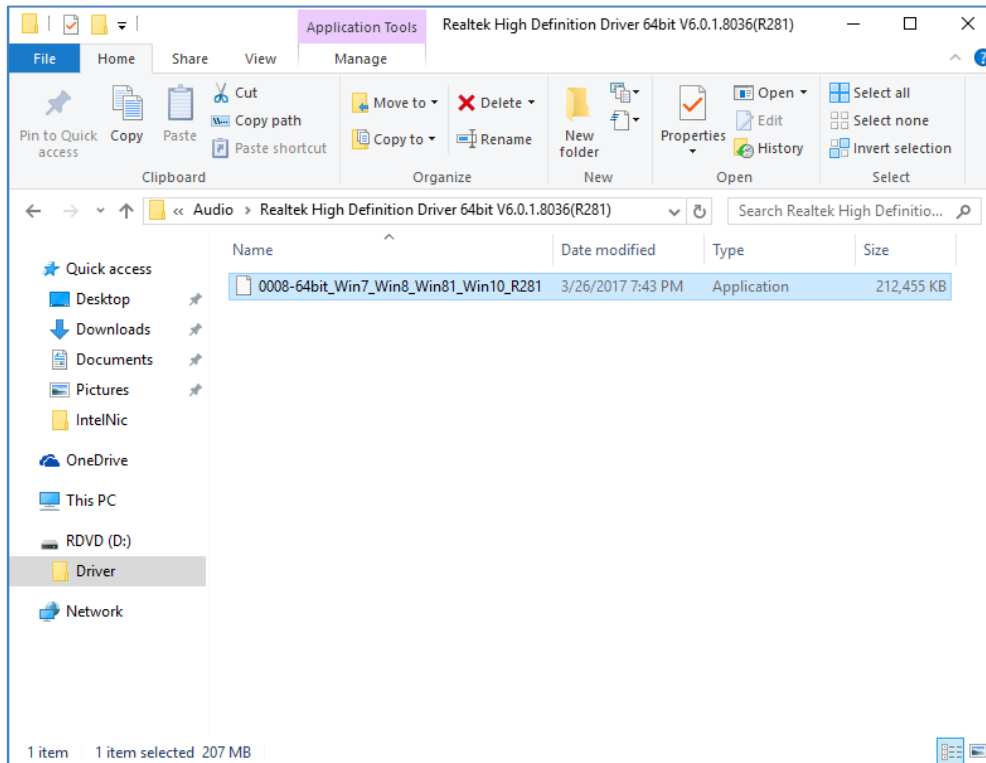 Application Tools Realtek High Definition Driver 64bit V6.0.1.8036(R281)
File Home Share View Manage
Pin to Quick access
Copy
Paste
Cut
Copy path
Paste shortcut
Clipboard
Move to
Copy to
Delete
Rename
Organize
New folder
New
Properties
Open
Edit
History
Open
Select all
Select none
Invert selection
Select
« Audio > Realtek High Definition Driver 64bit V6.0.1.8036(R281)
Search Realtek High Definitio...
Quick access
Desktop
Downloads
Documents
Pictures
IntelNic
OneDrive
This PC
RDVD (D:)
Driver
Network
Name Date modified Type Size
0008-64bit_Win7_Win8_Win81_Win10_R281 3/26/2017 7:43 PM Application 212,455 KB
1 item 1 item selected 207 MB